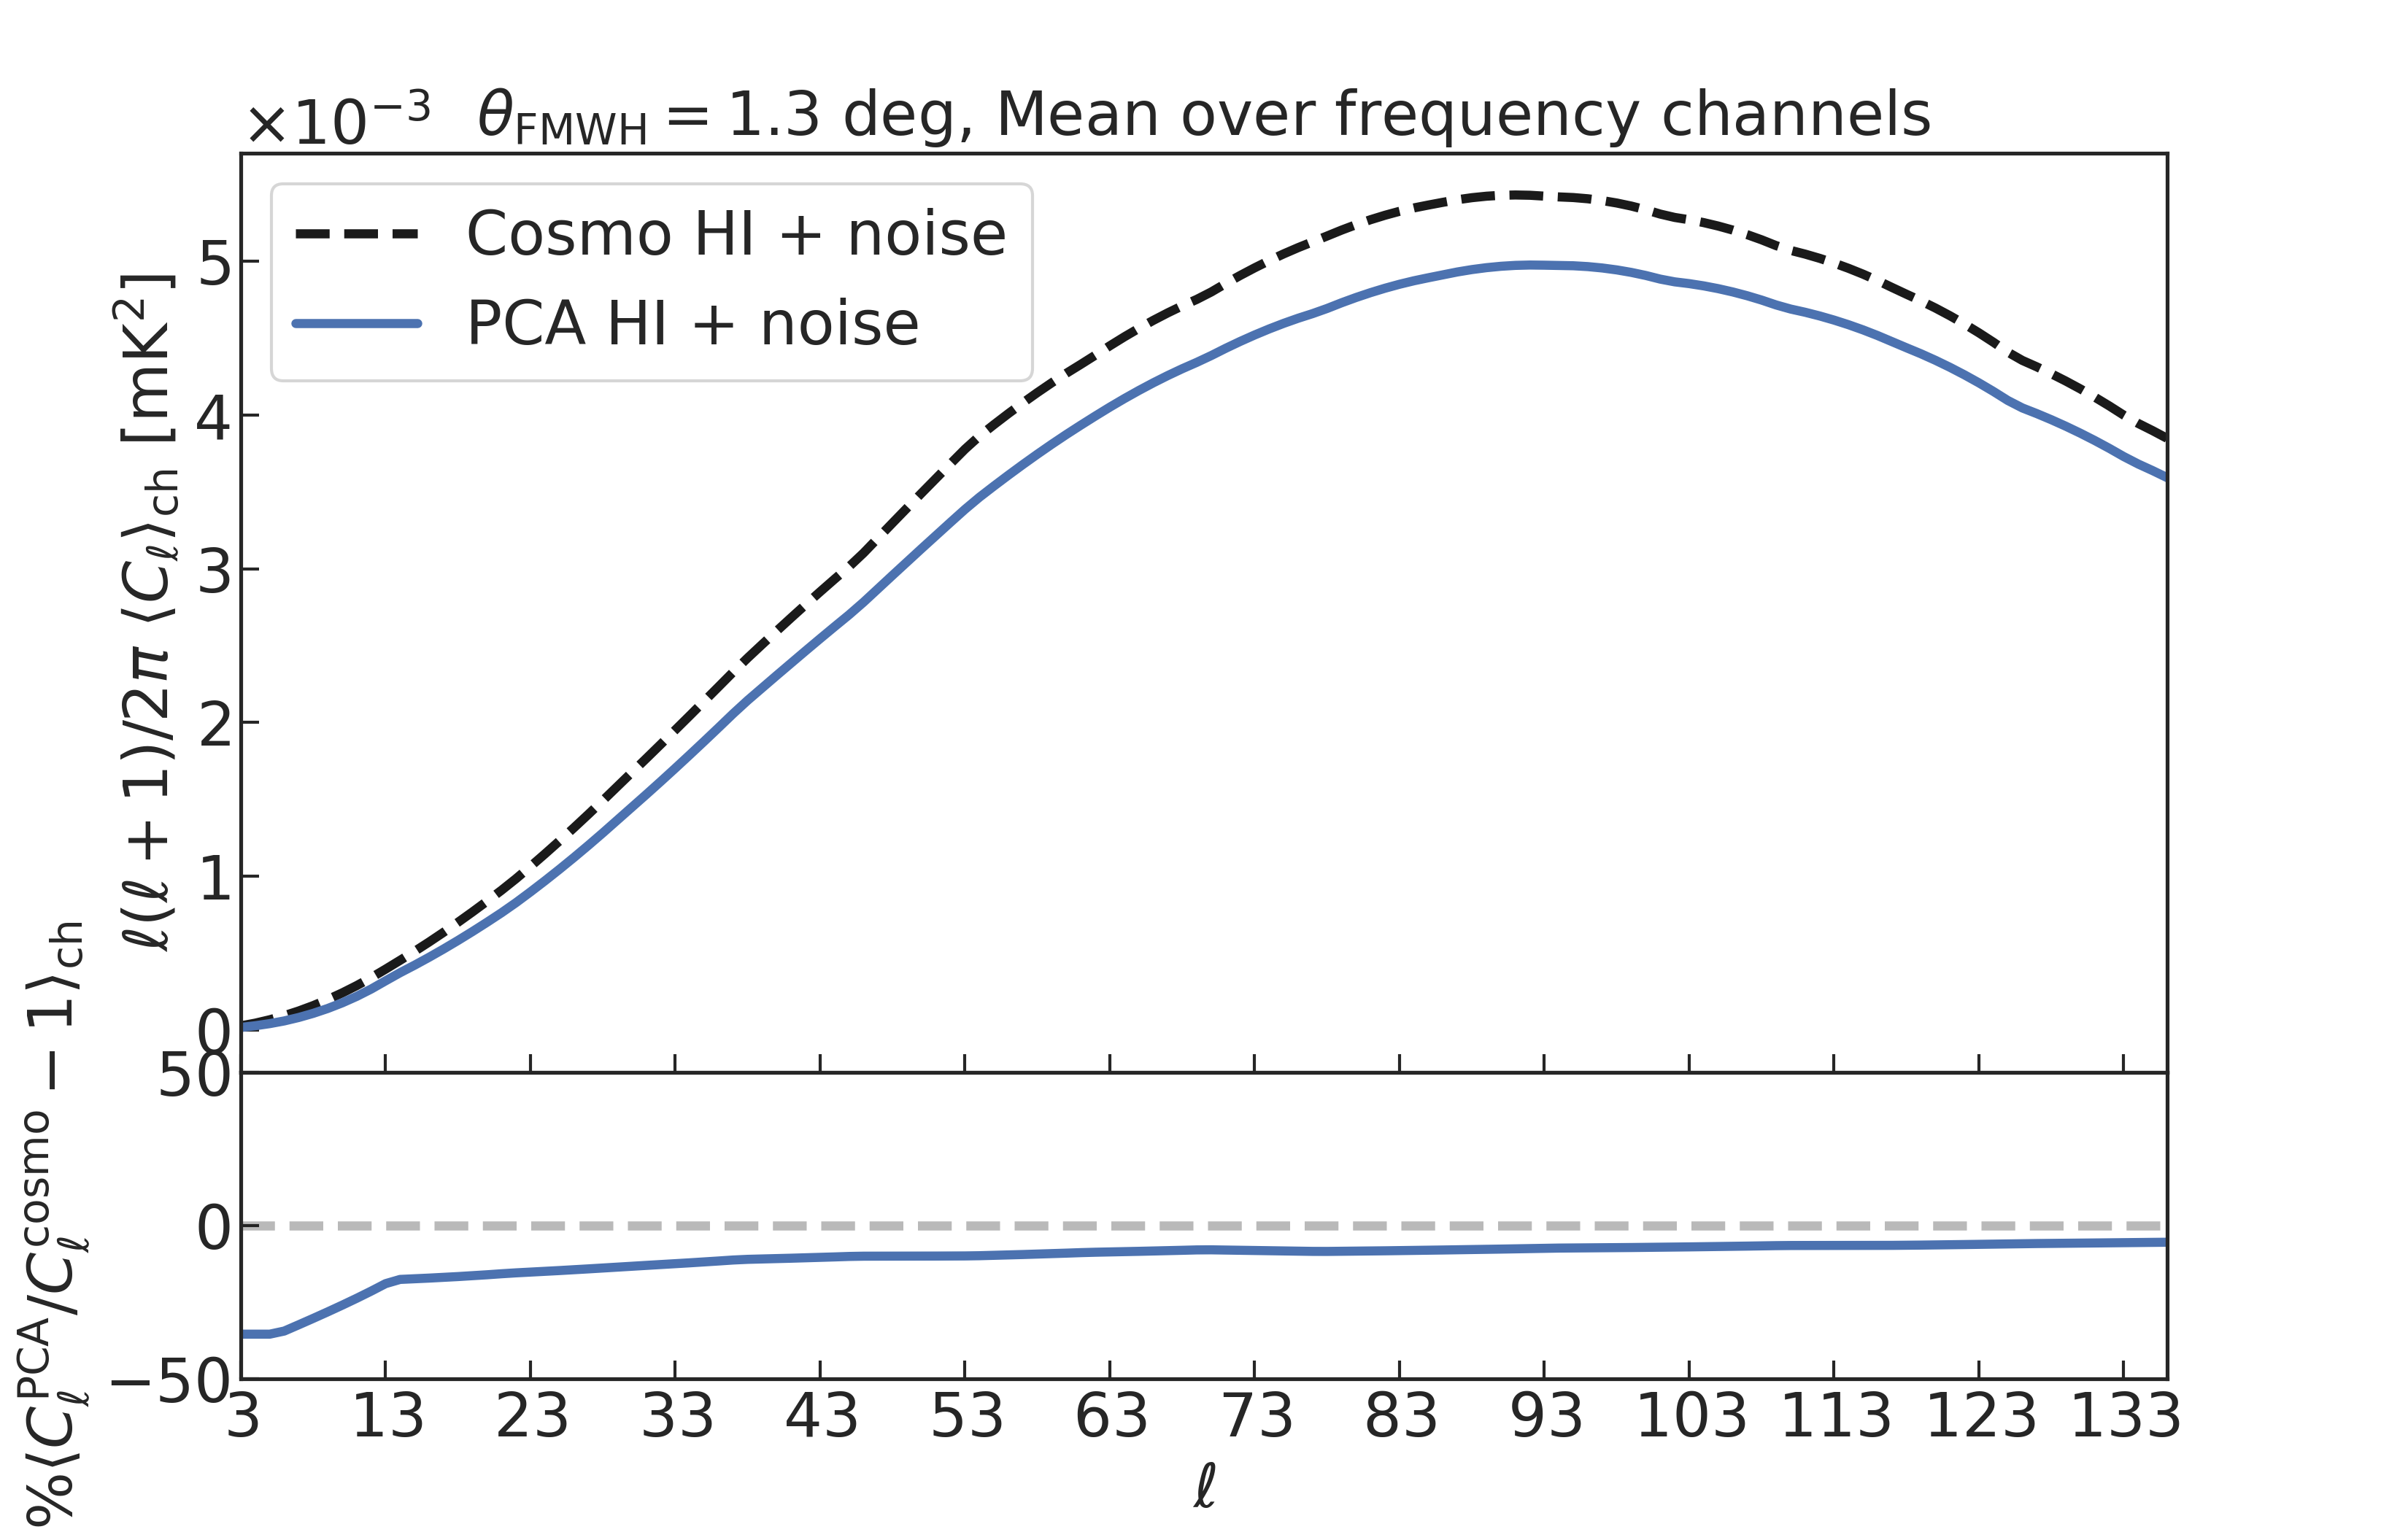 ×10⁻³ θ_FMWH = 1.3 deg, Mean over frequency channels
Cosmo HI + noise
PCA HI + noise
ℓ(ℓ + 1)/2π ⟨C_ℓ⟩_ch [mK²]
5
4
3
2
1
0
%⟨C_ℓ^PCA/C_ℓ^cosmo − 1⟩_ch
50
0
−50
3 13 23 33 43 53 63 73 83 93 103 113 123 133
ℓ